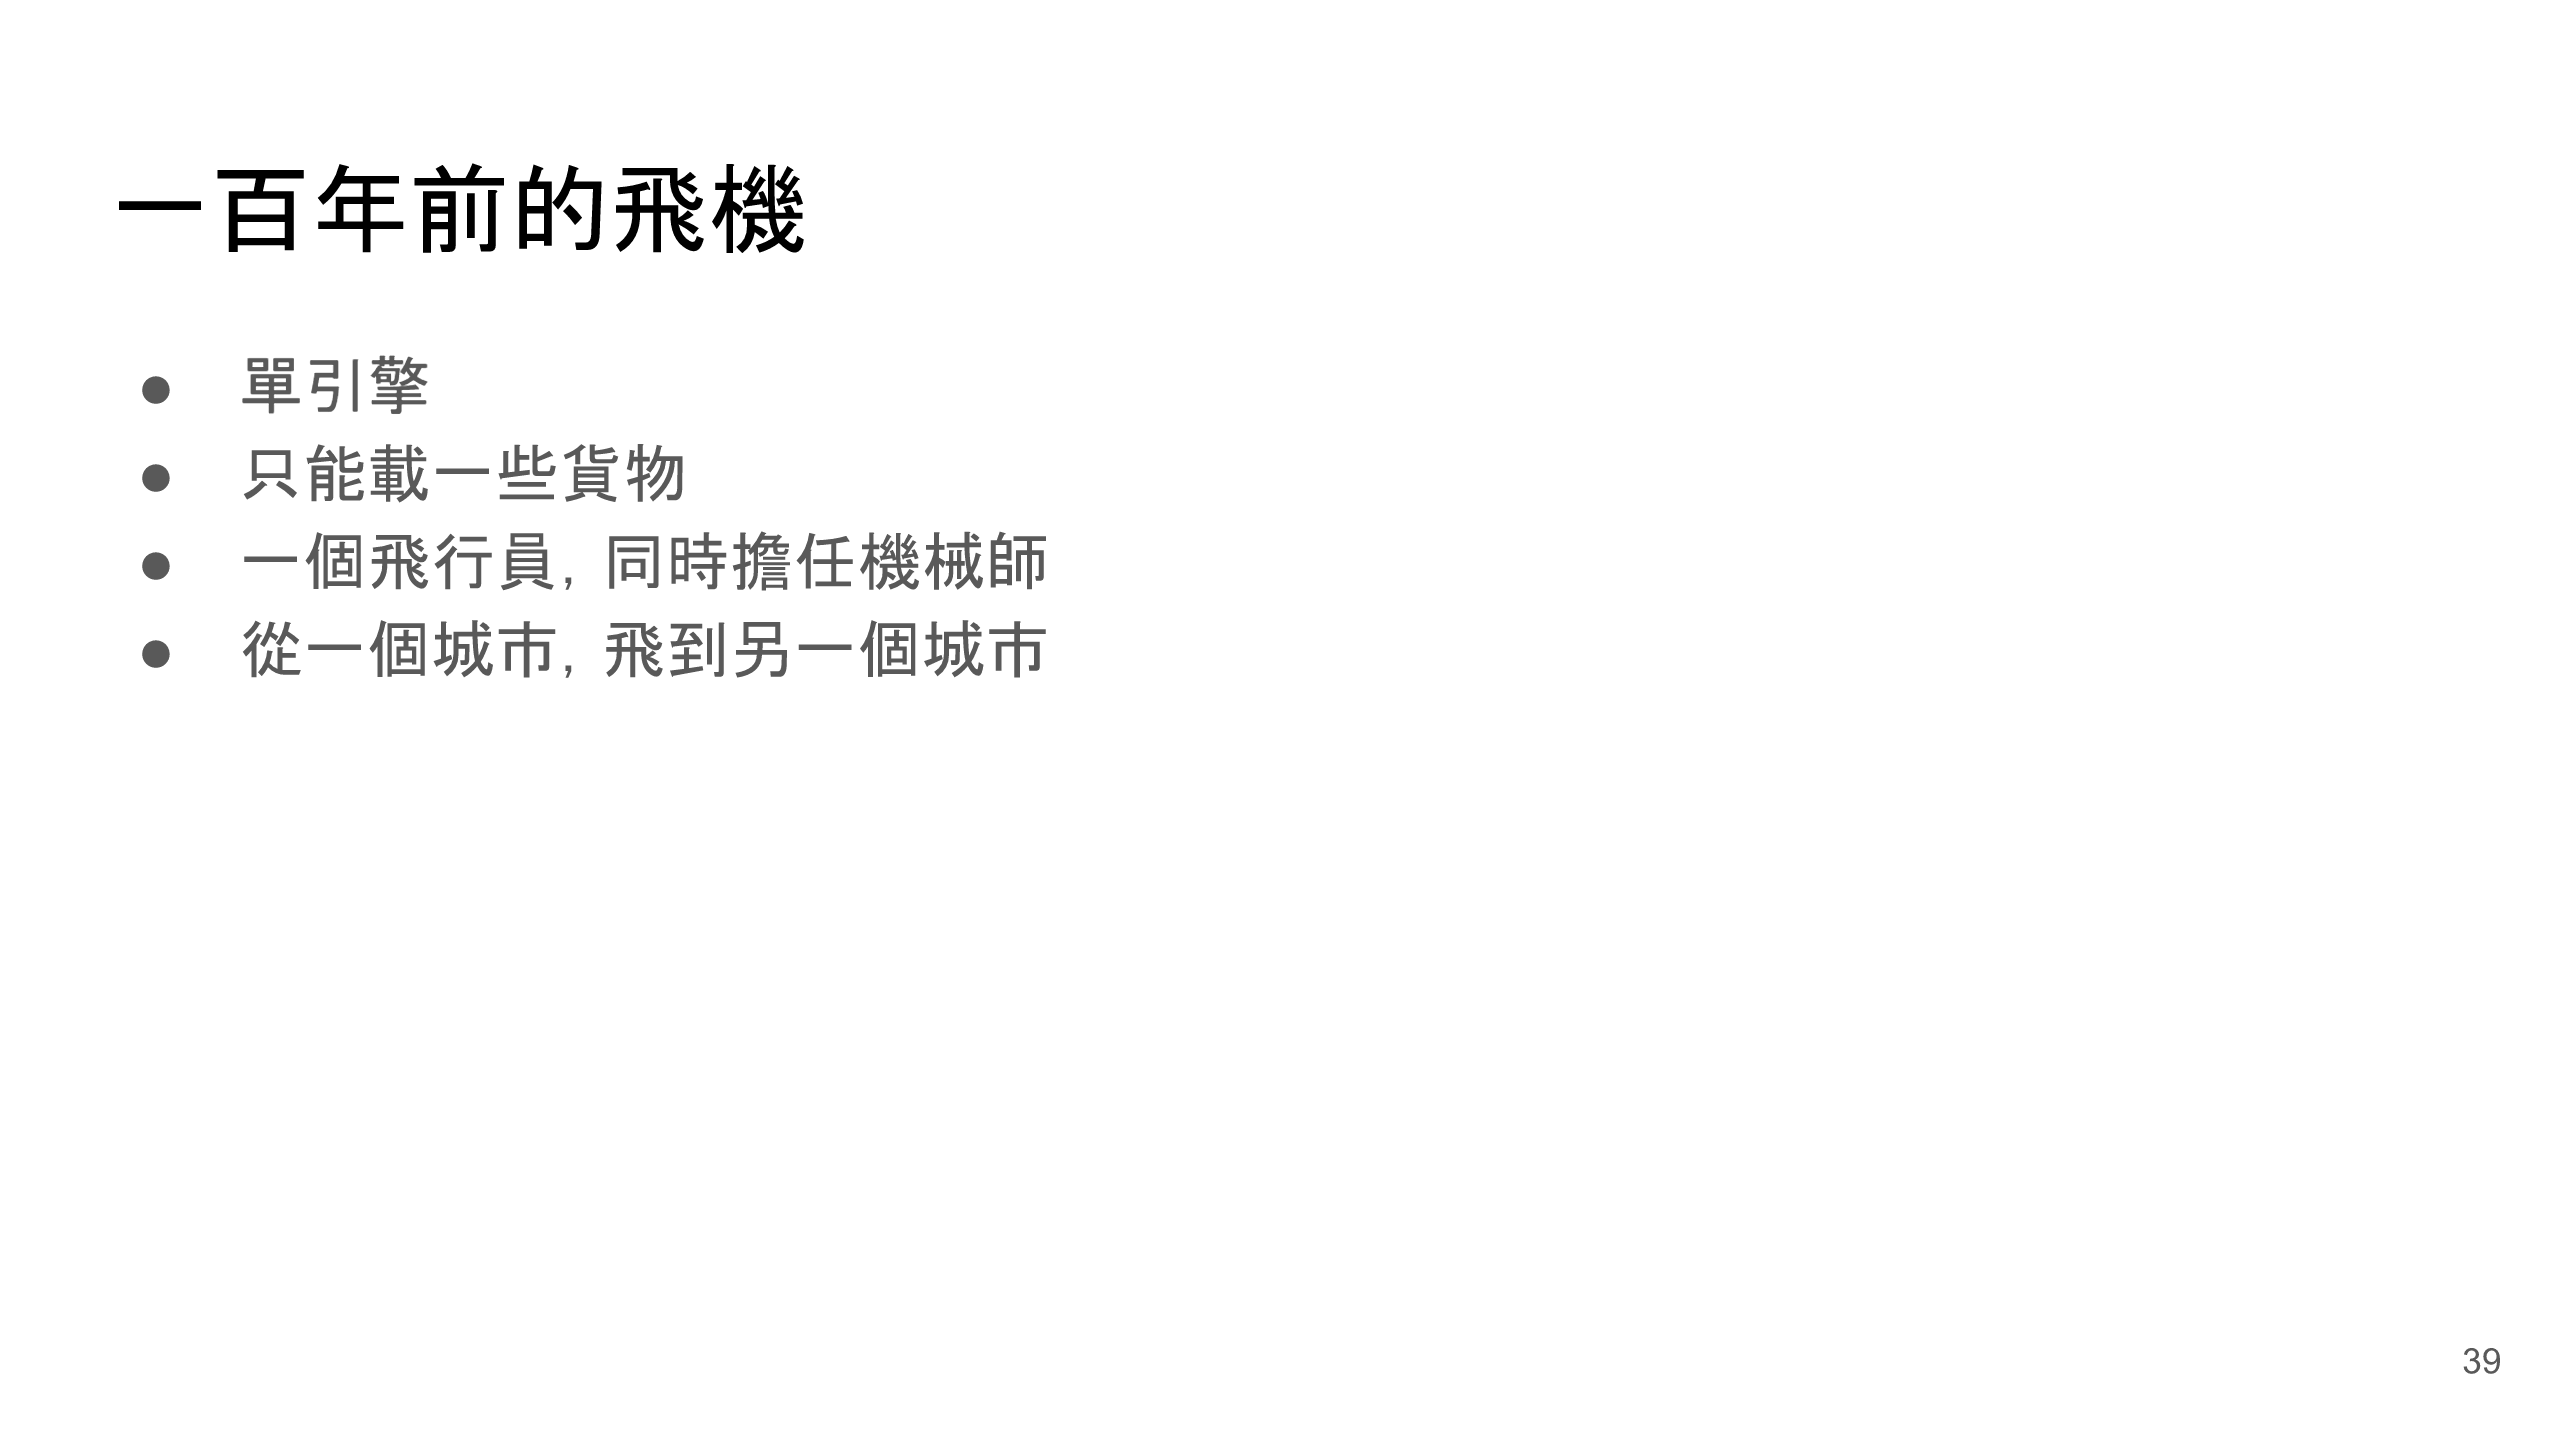 一百年前的飛機
● 單引擎
● 只能載一些貨物
● 一個飛行員，同時擔任機械師
● 從一個城市，飛到另一個城市
39